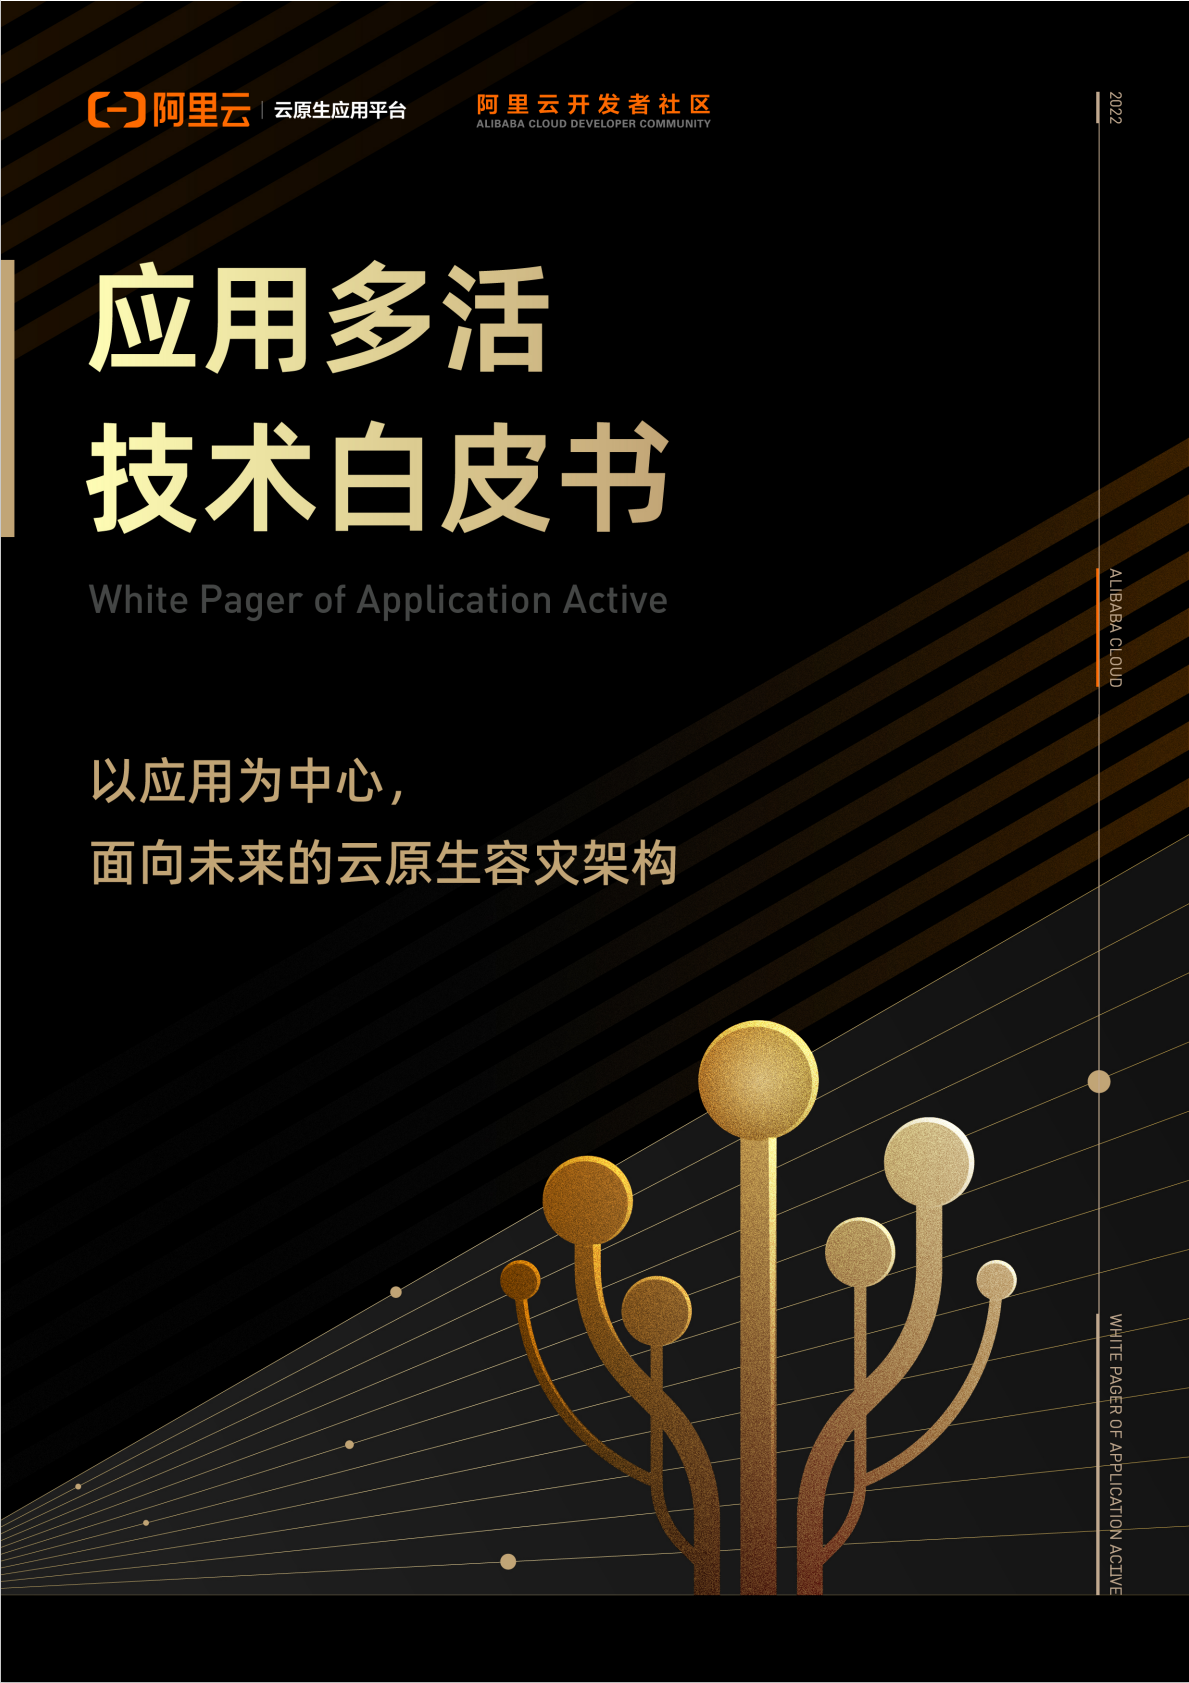 阿里云 云原生应用平台
阿里云开发者社区
ALIBABA CLOUD DEVELOPER COMMUNITY
2022
应用多活
技术白皮书
White Pager of Application Active
ALIBABA CLOUD
以应用为中心，
面向未来的云原生容灾架构
WHITE PAGER OF APPLICATION ACTIVE